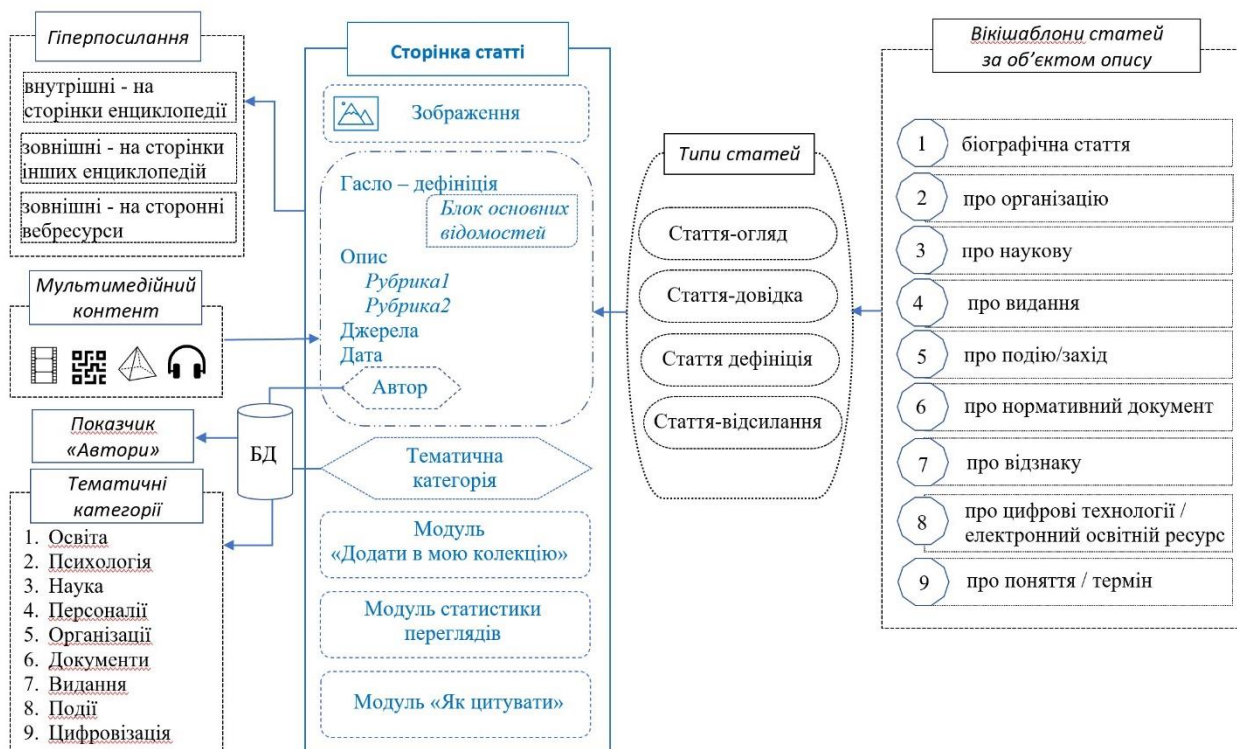 Гіперпосилання
внутрішні - на
сторінки енциклопедії
зовнішні - на сторінки
інших енциклопедій
зовнішні - на сторонні
вебресурси
Мультимедійний
контент
Показчик
«Автори»
БД
Тематичні
категорії
1. Освіта
2. Психологія
3. Наука
4. Персоналії
5. Організації
6. Документи
7. Видання
8. Події
9. Цифровізація
Сторінка статті
Зображення
Гасло – дефініція
Блок основних
відомостей
Опис
Рубрика1
Рубрика2
Джерела
Дата
Автор
Тематична
категорія
Модуль
«Додати в мою колекцію»
Модуль статистики
переглядів
Модуль «Як цитувати»
Типи статей
Стаття-огляд
Стаття-довідка
Стаття дефініція
Стаття-відсилання
Вікішаблони статей
за об’єктом опису
1 біографічна стаття
2 про організацію
3 про наукову
4 про видання
5 про подію/захід
6 про нормативний документ
7 про відзнаку
8 про цифрові технології /
електронний освітній ресурс
9 про поняття / термін